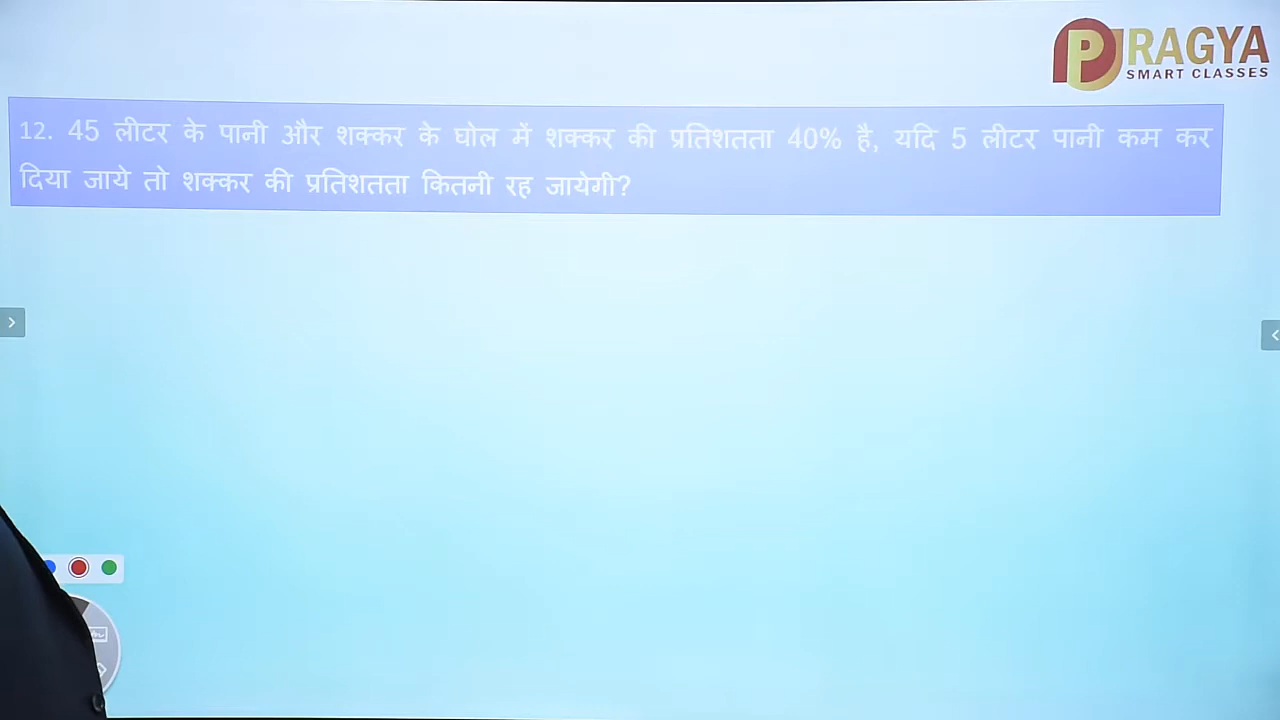 PRAGYA
SMART CLASSES
12. 45 लीटर के पानी और शक्कर के घोल में शक्कर की प्रतिशतता 40% है, यदि 5 लीटर पानी कम कर
दिया जाये तो शक्कर की प्रतिशतता कितनी रह जायेगी?